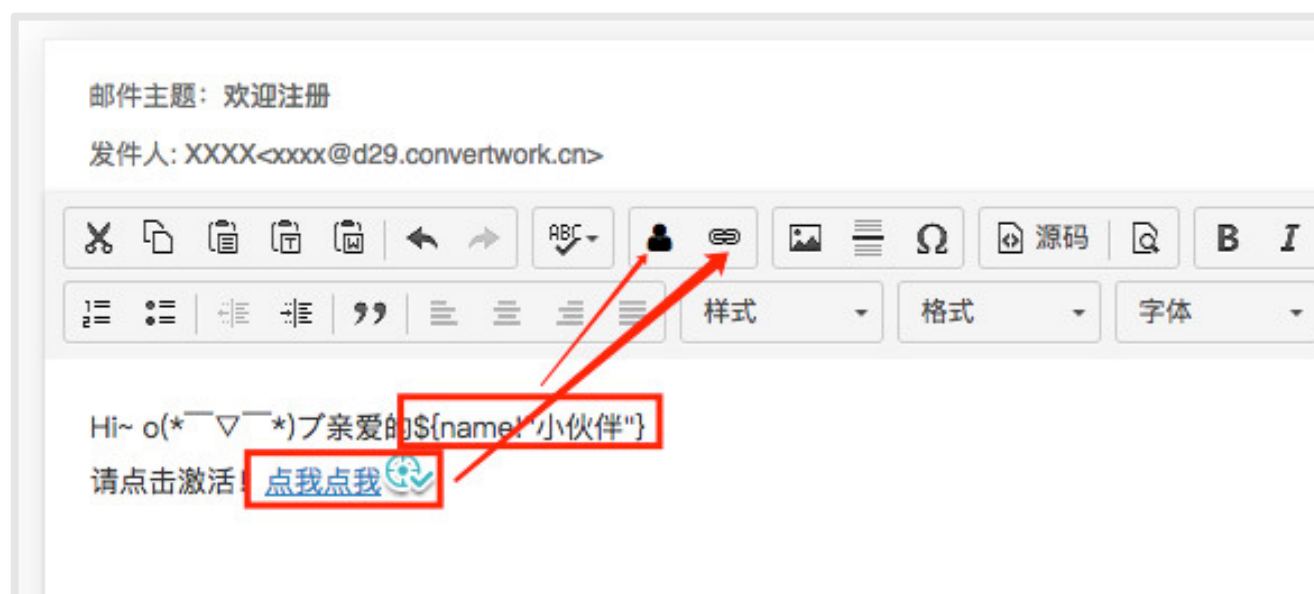 邮件主题：欢迎注册
发件人: XXXX<xxxx@d29.convertwork.cn>
ABC Ω 源码 B I
样式 格式 字体
Hi~ o(*￣▽￣*)ブ亲爱的${name!"小伙伴"}
请点击激活！点我点我